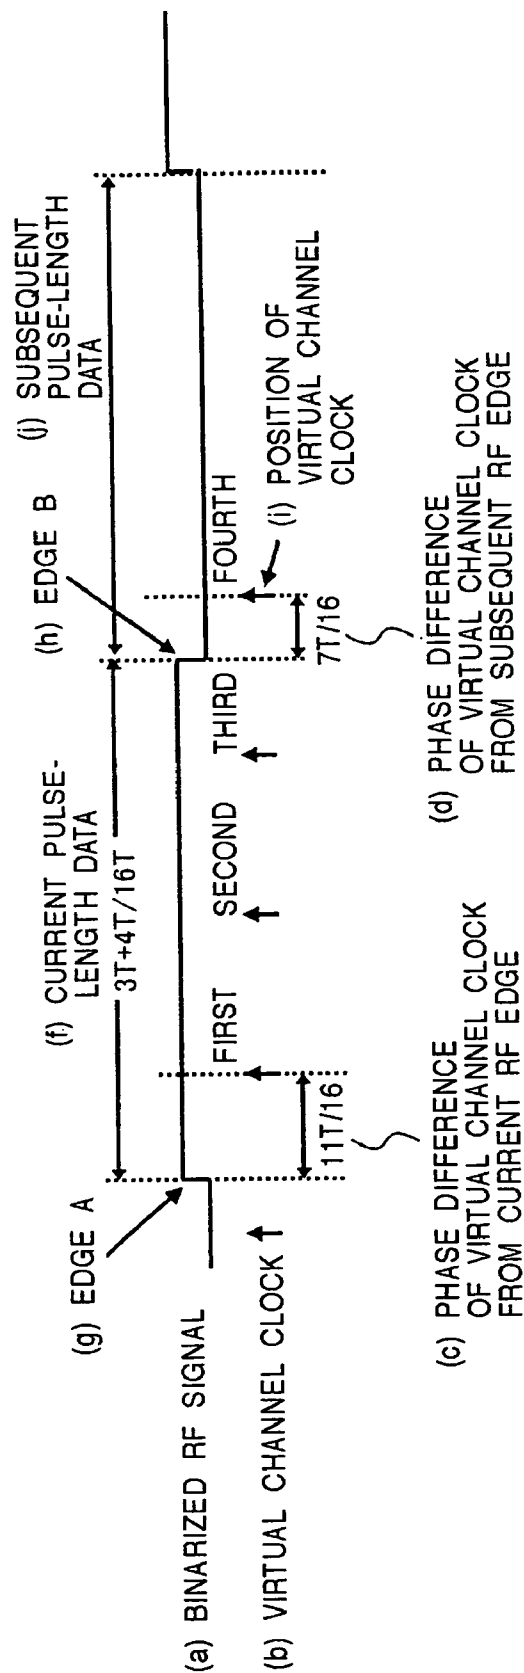 (j) SUBSEQUENT
PULSE-LENGTH
DATA
(f) CURRENT PULSE-
LENGTH DATA
3T+4T/16T
(g) EDGE A
(h) EDGE B
(a) BINARIZED RF SIGNAL
FIRST
SECOND
THIRD
FOURTH
(b) VIRTUAL CHANNEL CLOCK
(i) POSITION OF
VIRTUAL CHANNEL
CLOCK
11T/16
7T/16
(c) PHASE DIFFERENCE
OF VIRTUAL CHANNEL CLOCK
FROM CURRENT RF EDGE
(d) PHASE DIFFERENCE
OF VIRTUAL CHANNEL CLOCK
FROM SUBSEQUENT RF EDGE